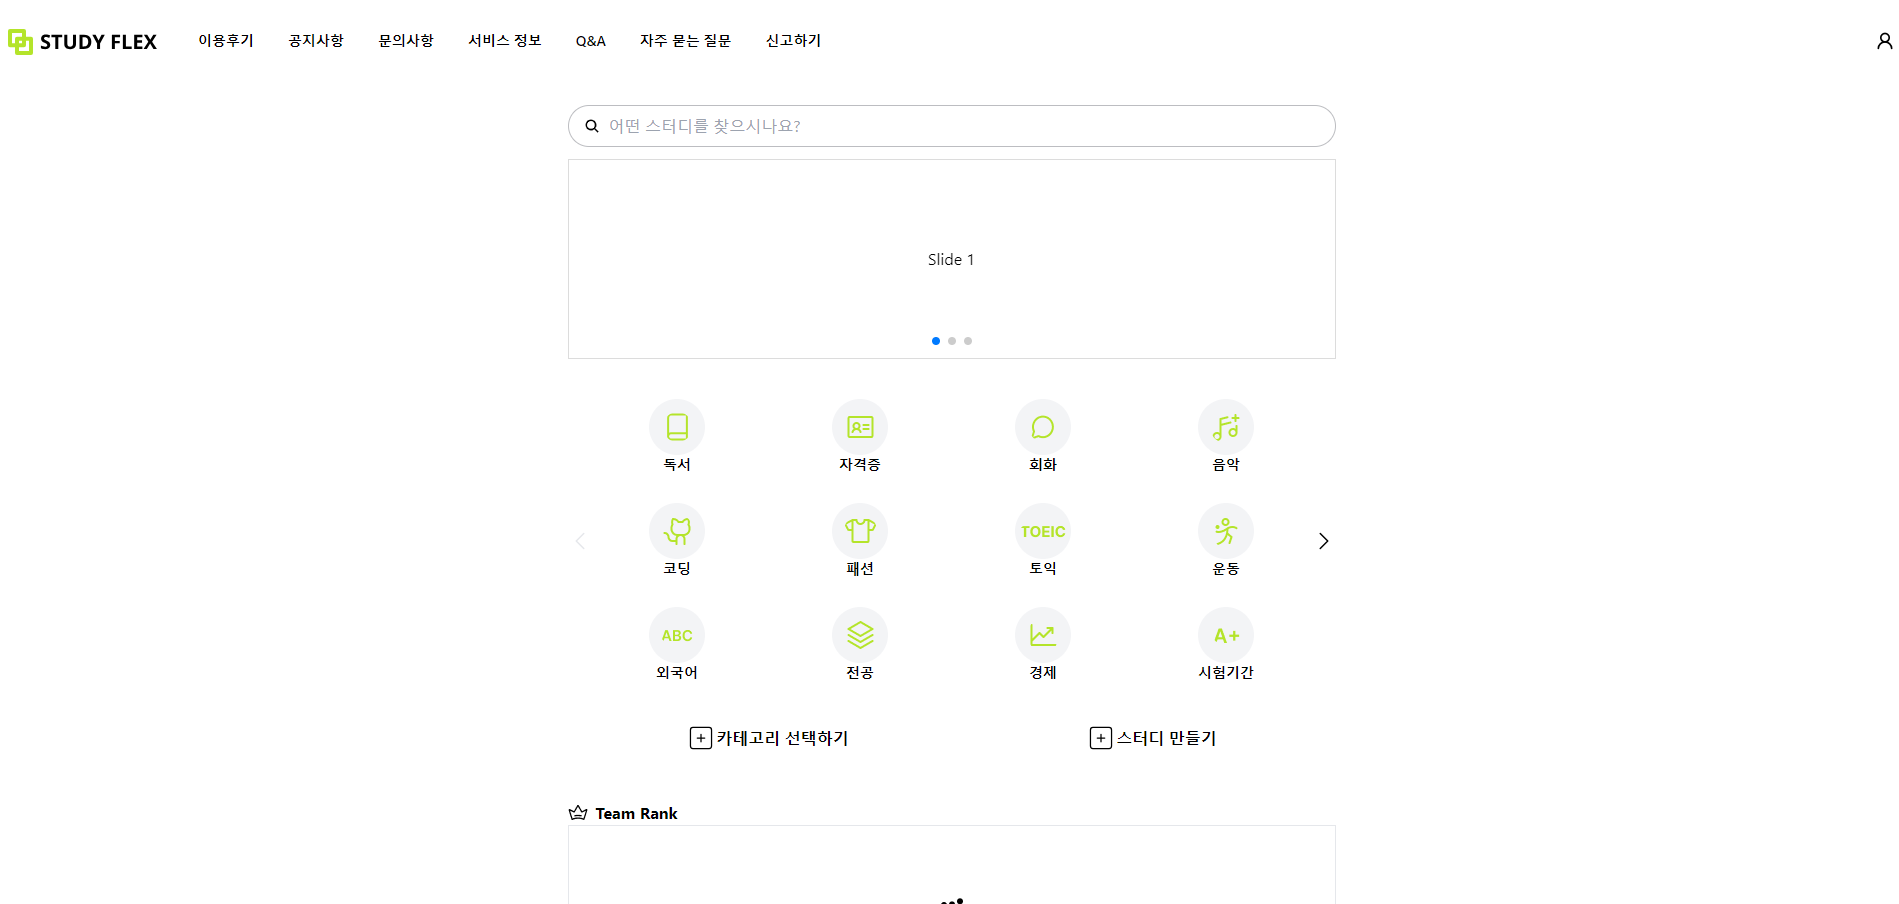 STUDY FLEX 이용후기 공지사항 문의사항 서비스 정보 Q&A 자주 묻는 질문 신고하기
어떤 스터디를 찾으시나요?
Slide 1
독서 자격증 회화 음악
TOEIC
코딩 패션 토익 운동
ABC A+
외국어 전공 경제 시험기간
카테고리 선택하기 스터디 만들기
Team Rank